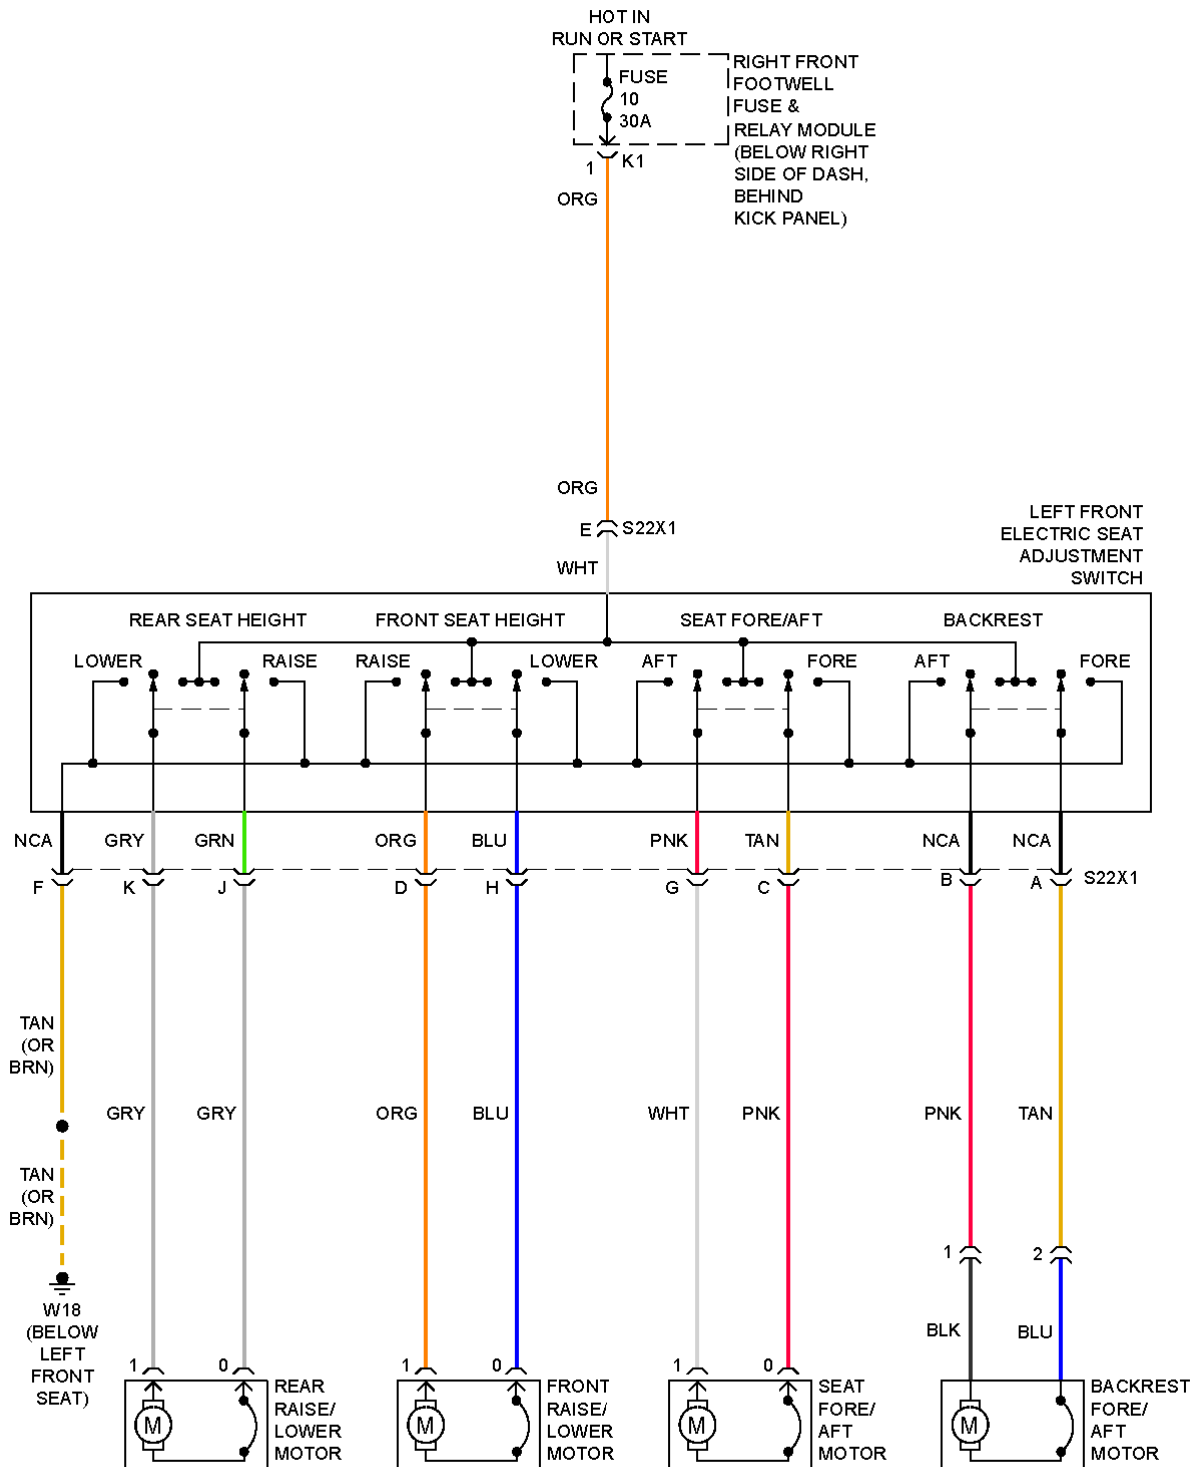 HOT IN
RUN OR START
FUSE
10
30A
RIGHT FRONT
FOOTWELL
FUSE &
RELAY MODULE
(BELOW RIGHT
SIDE OF DASH,
BEHIND
KICK PANEL)
1 K1
ORG
ORG
E S22X1
WHT
LEFT FRONT
ELECTRIC SEAT
ADJUSTMENT
SWITCH
REAR SEAT HEIGHT FRONT SEAT HEIGHT SEAT FORE/AFT BACKREST
LOWER RAISE RAISE LOWER AFT FORE AFT FORE
NCA GRY GRN ORG BLU PNK TAN NCA NCA
F K J D H G C B A S22X1
TAN
(OR
BRN)
GRY GRY ORG BLU WHT PNK PNK TAN
TAN
(OR
BRN)
1 2
W18
(BELOW
LEFT
FRONT
SEAT)
BLK BLU
1 0 1 0 1 0
M
REAR
RAISE/
LOWER
MOTOR
M
FRONT
RAISE/
LOWER
MOTOR
M
SEAT
FORE/
AFT
MOTOR
M
BACKREST
FORE/
AFT
MOTOR